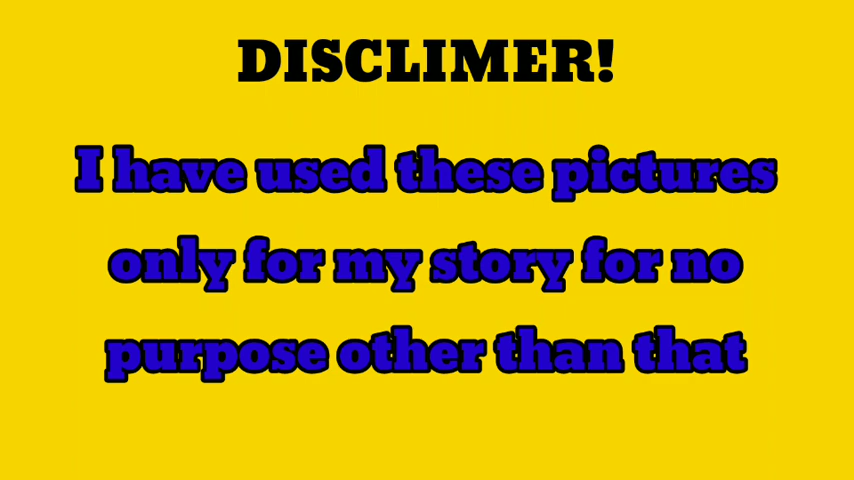 DISCLIMER!
I have used these pictures
only for my story for no
purpose other than that